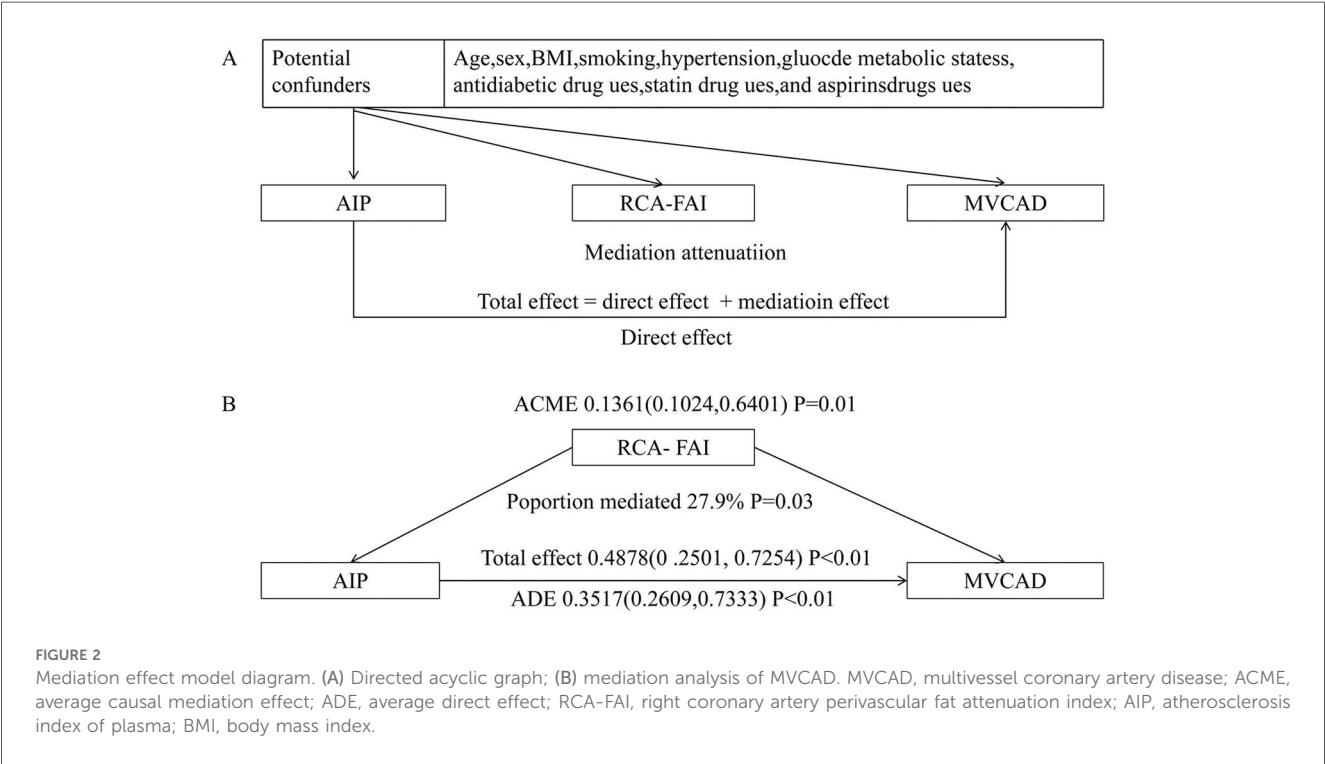 A
Potential
confunders
Age,sex,BMI,smoking,hypertension,gluocde metabolic statess,
antidiabetic drug ues,statin drug ues,and aspirinsdrugs ues
AIP
RCA-FAI
MVCAD
Mediation attenuatiion
Total effect = direct effect + mediatioin effect
Direct effect
B
ACME 0.1361(0.1024,0.6401) P=0.01
RCA- FAI
Poportion mediated 27.9% P=0.03
Total effect 0.4878(0 .2501, 0.7254) P<0.01
AIP
MVCAD
ADE 0.3517(0.2609,0.7333) P<0.01
FIGURE 2
Mediation effect model diagram. (A) Directed acyclic graph; (B) mediation analysis of MVCAD. MVCAD, multivessel coronary artery disease; ACME,
average causal mediation effect; ADE, average direct effect; RCA-FAI, right coronary artery perivascular fat attenuation index; AIP, atherosclerosis
index of plasma; BMI, body mass index.